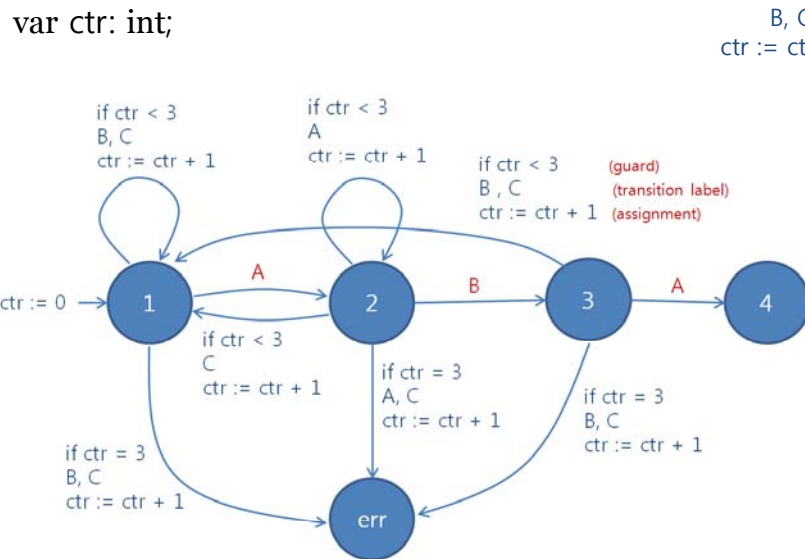 var ctr: int;
B, C
ctr := ct
if ctr < 3
B, C
ctr := ctr + 1
if ctr < 3
A
ctr := ctr + 1
if ctr < 3 (guard)
B , C (transition label)
ctr := ctr + 1 (assignment)
ctr := 0
1
A
2
B
3
A
4
if ctr < 3
C
ctr := ctr + 1
if ctr = 3
A, C
ctr := ctr + 1
if ctr = 3
B, C
ctr := ctr + 1
if ctr = 3
B, C
ctr := ctr + 1
err